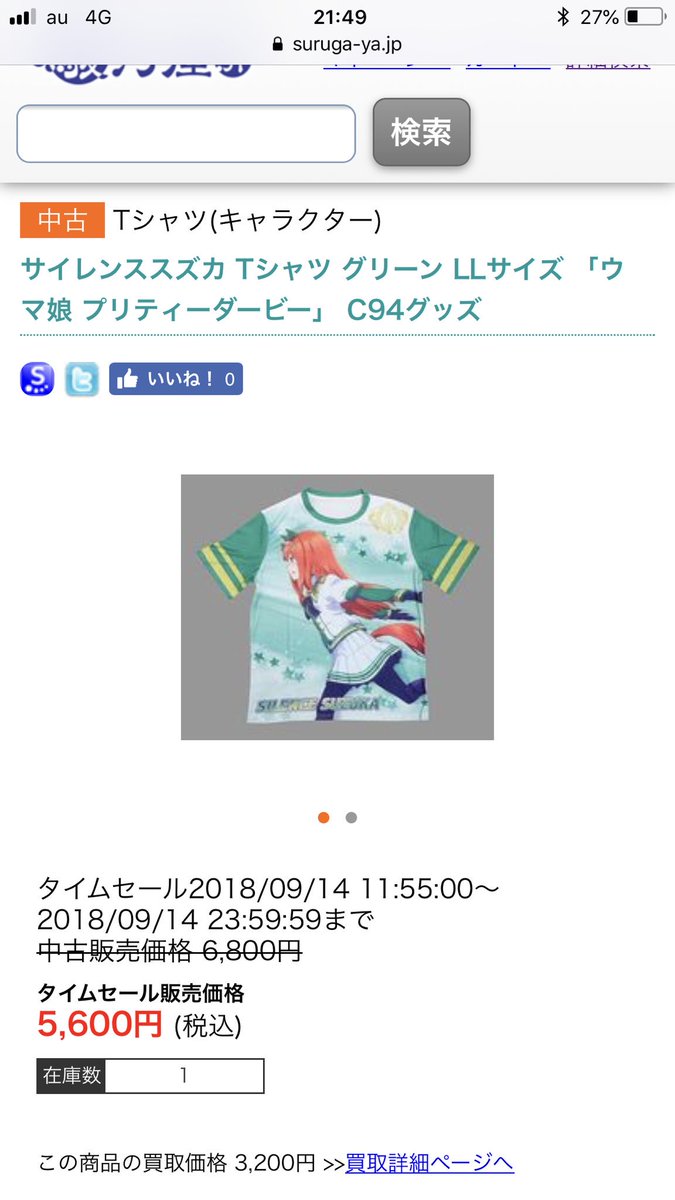 au 4G 21:49 27%
suruga-ya.jp
検索
中古 Tシャツ(キャラクター)
サイレンススズカ Tシャツ グリーン LLサイズ 「ウ
マ娘 プリティーダービー」 C94グッズ
いいね！ 0
SILENCE SUZUKA
タイムセール2018/09/14 11:55:00～
2018/09/14 23:59:59まで
中古販売価格 6,800円
タイムセール販売価格
5,600円 (税込)
在庫数 1
この商品の買取価格 3,200円 >>買取詳細ページへ